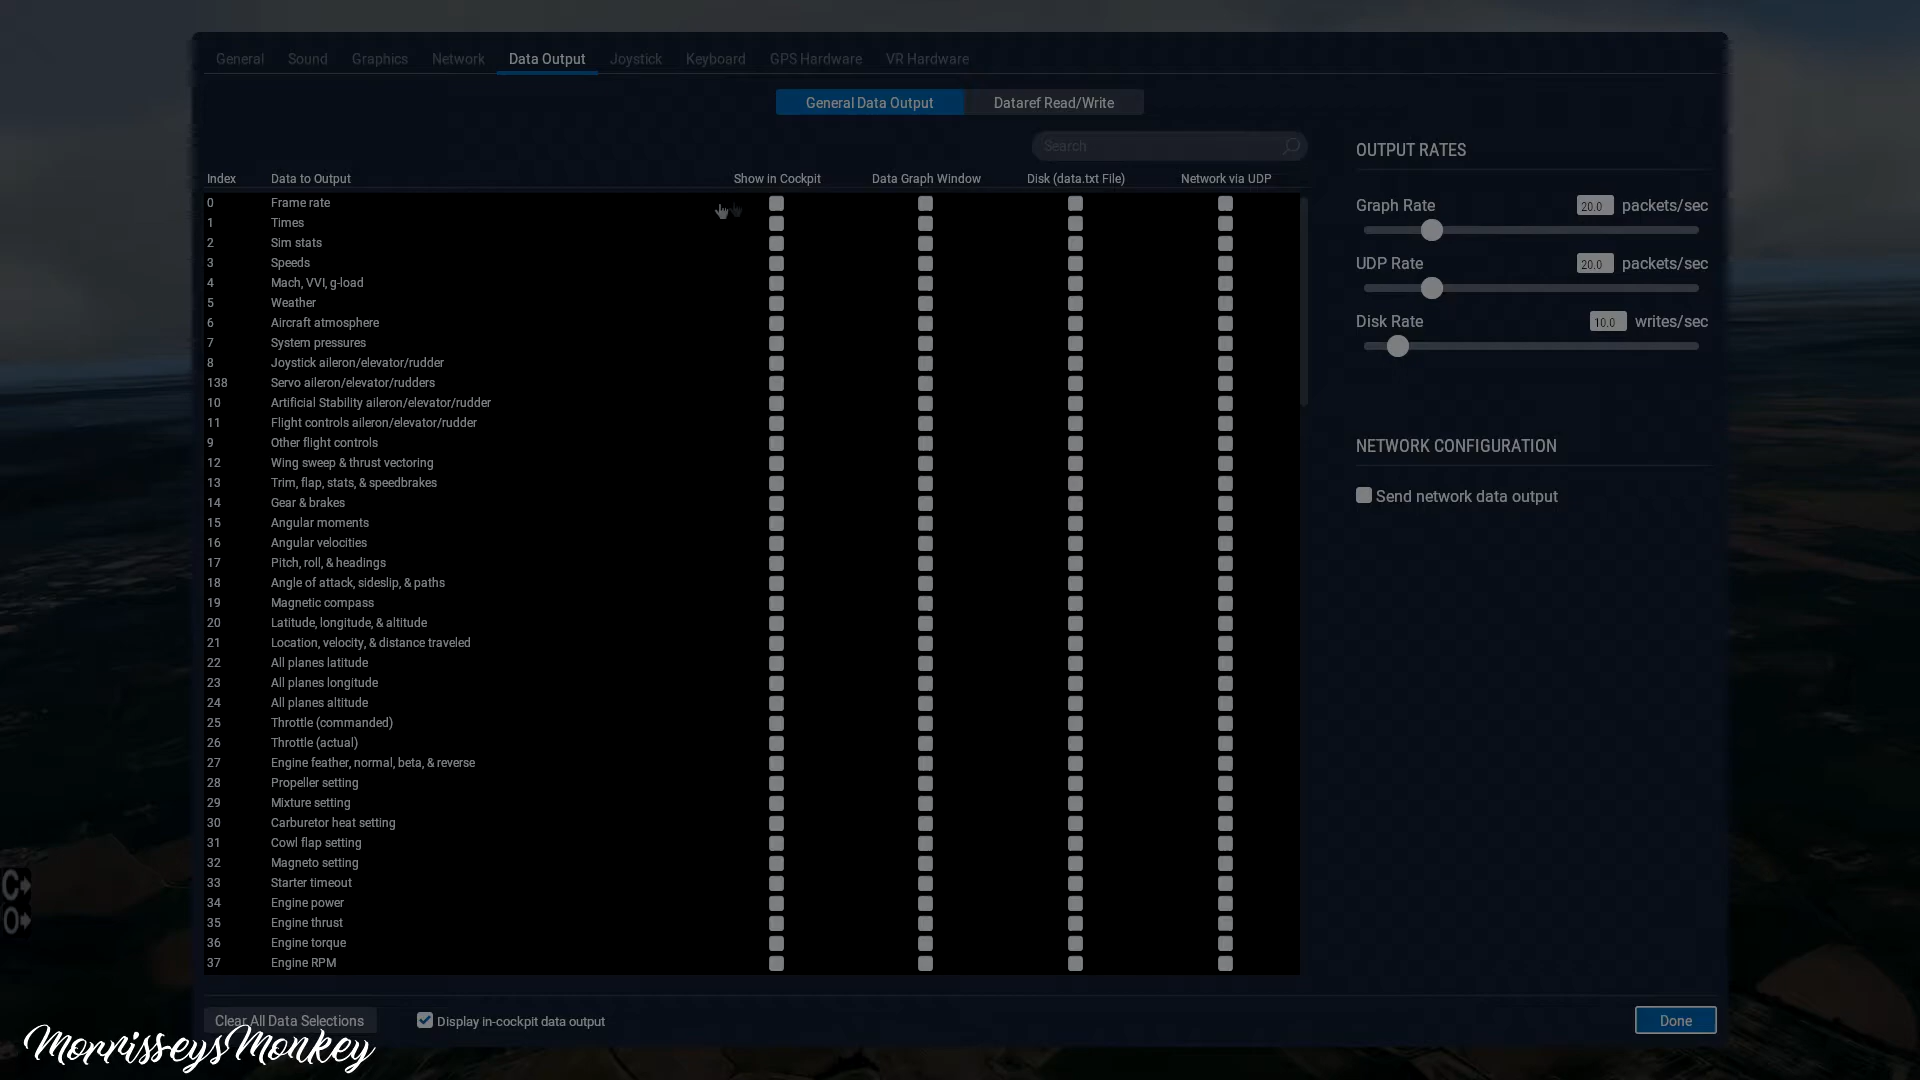 General Sound Graphics Network Data Output Joystick Keyboard GPS Hardware VR Hardware
General Data Output Dataref Read/Write
Search
Index Data to Output Show in Cockpit Data Graph Window Disk (data.txt File) Network via UDP
0 Frame rate
1 Times
2 Sim stats
3 Speeds
4 Mach, VVI, g-load
5 Weather
6 Aircraft atmosphere
7 System pressures
8 Joystick aileron/elevator/rudder
138 Servo aileron/elevator/rudders
10 Artificial Stability aileron/elevator/rudder
11 Flight controls aileron/elevator/rudder
9 Other flight controls
12 Wing sweep & thrust vectoring
13 Trim, flap, stats, & speedbrakes
14 Gear & brakes
15 Angular moments
16 Angular velocities
17 Pitch, roll, & headings
18 Angle of attack, sideslip, & paths
19 Magnetic compass
20 Latitude, longitude, & altitude
21 Location, velocity, & distance traveled
22 All planes latitude
23 All planes longitude
24 All planes altitude
25 Throttle (commanded)
26 Throttle (actual)
27 Engine feather, normal, beta, & reverse
28 Propeller setting
29 Mixture setting
30 Carburetor heat setting
31 Cowl flap setting
32 Magneto setting
33 Starter timeout
34 Engine power
35 Engine thrust
36 Engine torque
37 Engine RPM
OUTPUT RATES
Graph Rate 20.0 packets/sec
UDP Rate 20.0 packets/sec
Disk Rate 10.0 writes/sec
NETWORK CONFIGURATION
Send network data output
C
O
Clear All Data Selections Display in-cockpit data output Done
MorrisseysMonkey